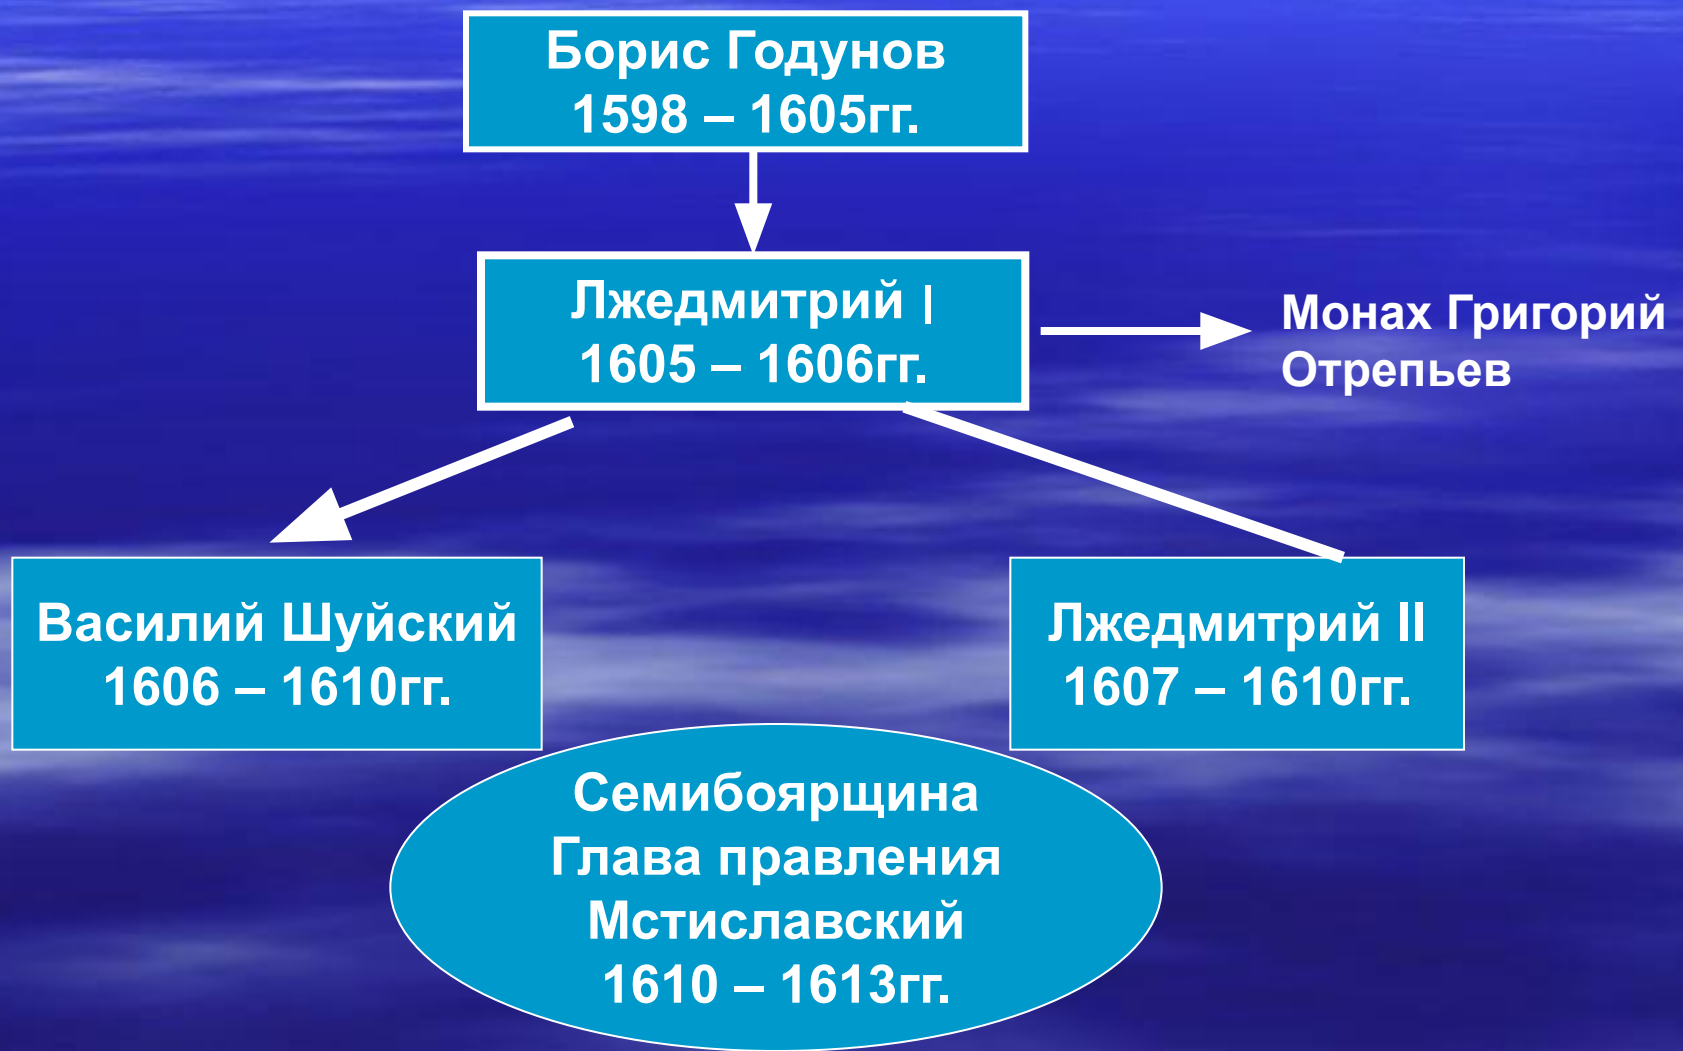 Борис Годунов
1598 – 1605гг.
Лжедмитрий I
1605 – 1606гг.
Монах Григорий
Отрепьев
Василий Шуйский
1606 – 1610гг.
Лжедмитрий II
1607 – 1610гг.
Семибоярщина
Глава правления
Мстиславский
1610 – 1613гг.